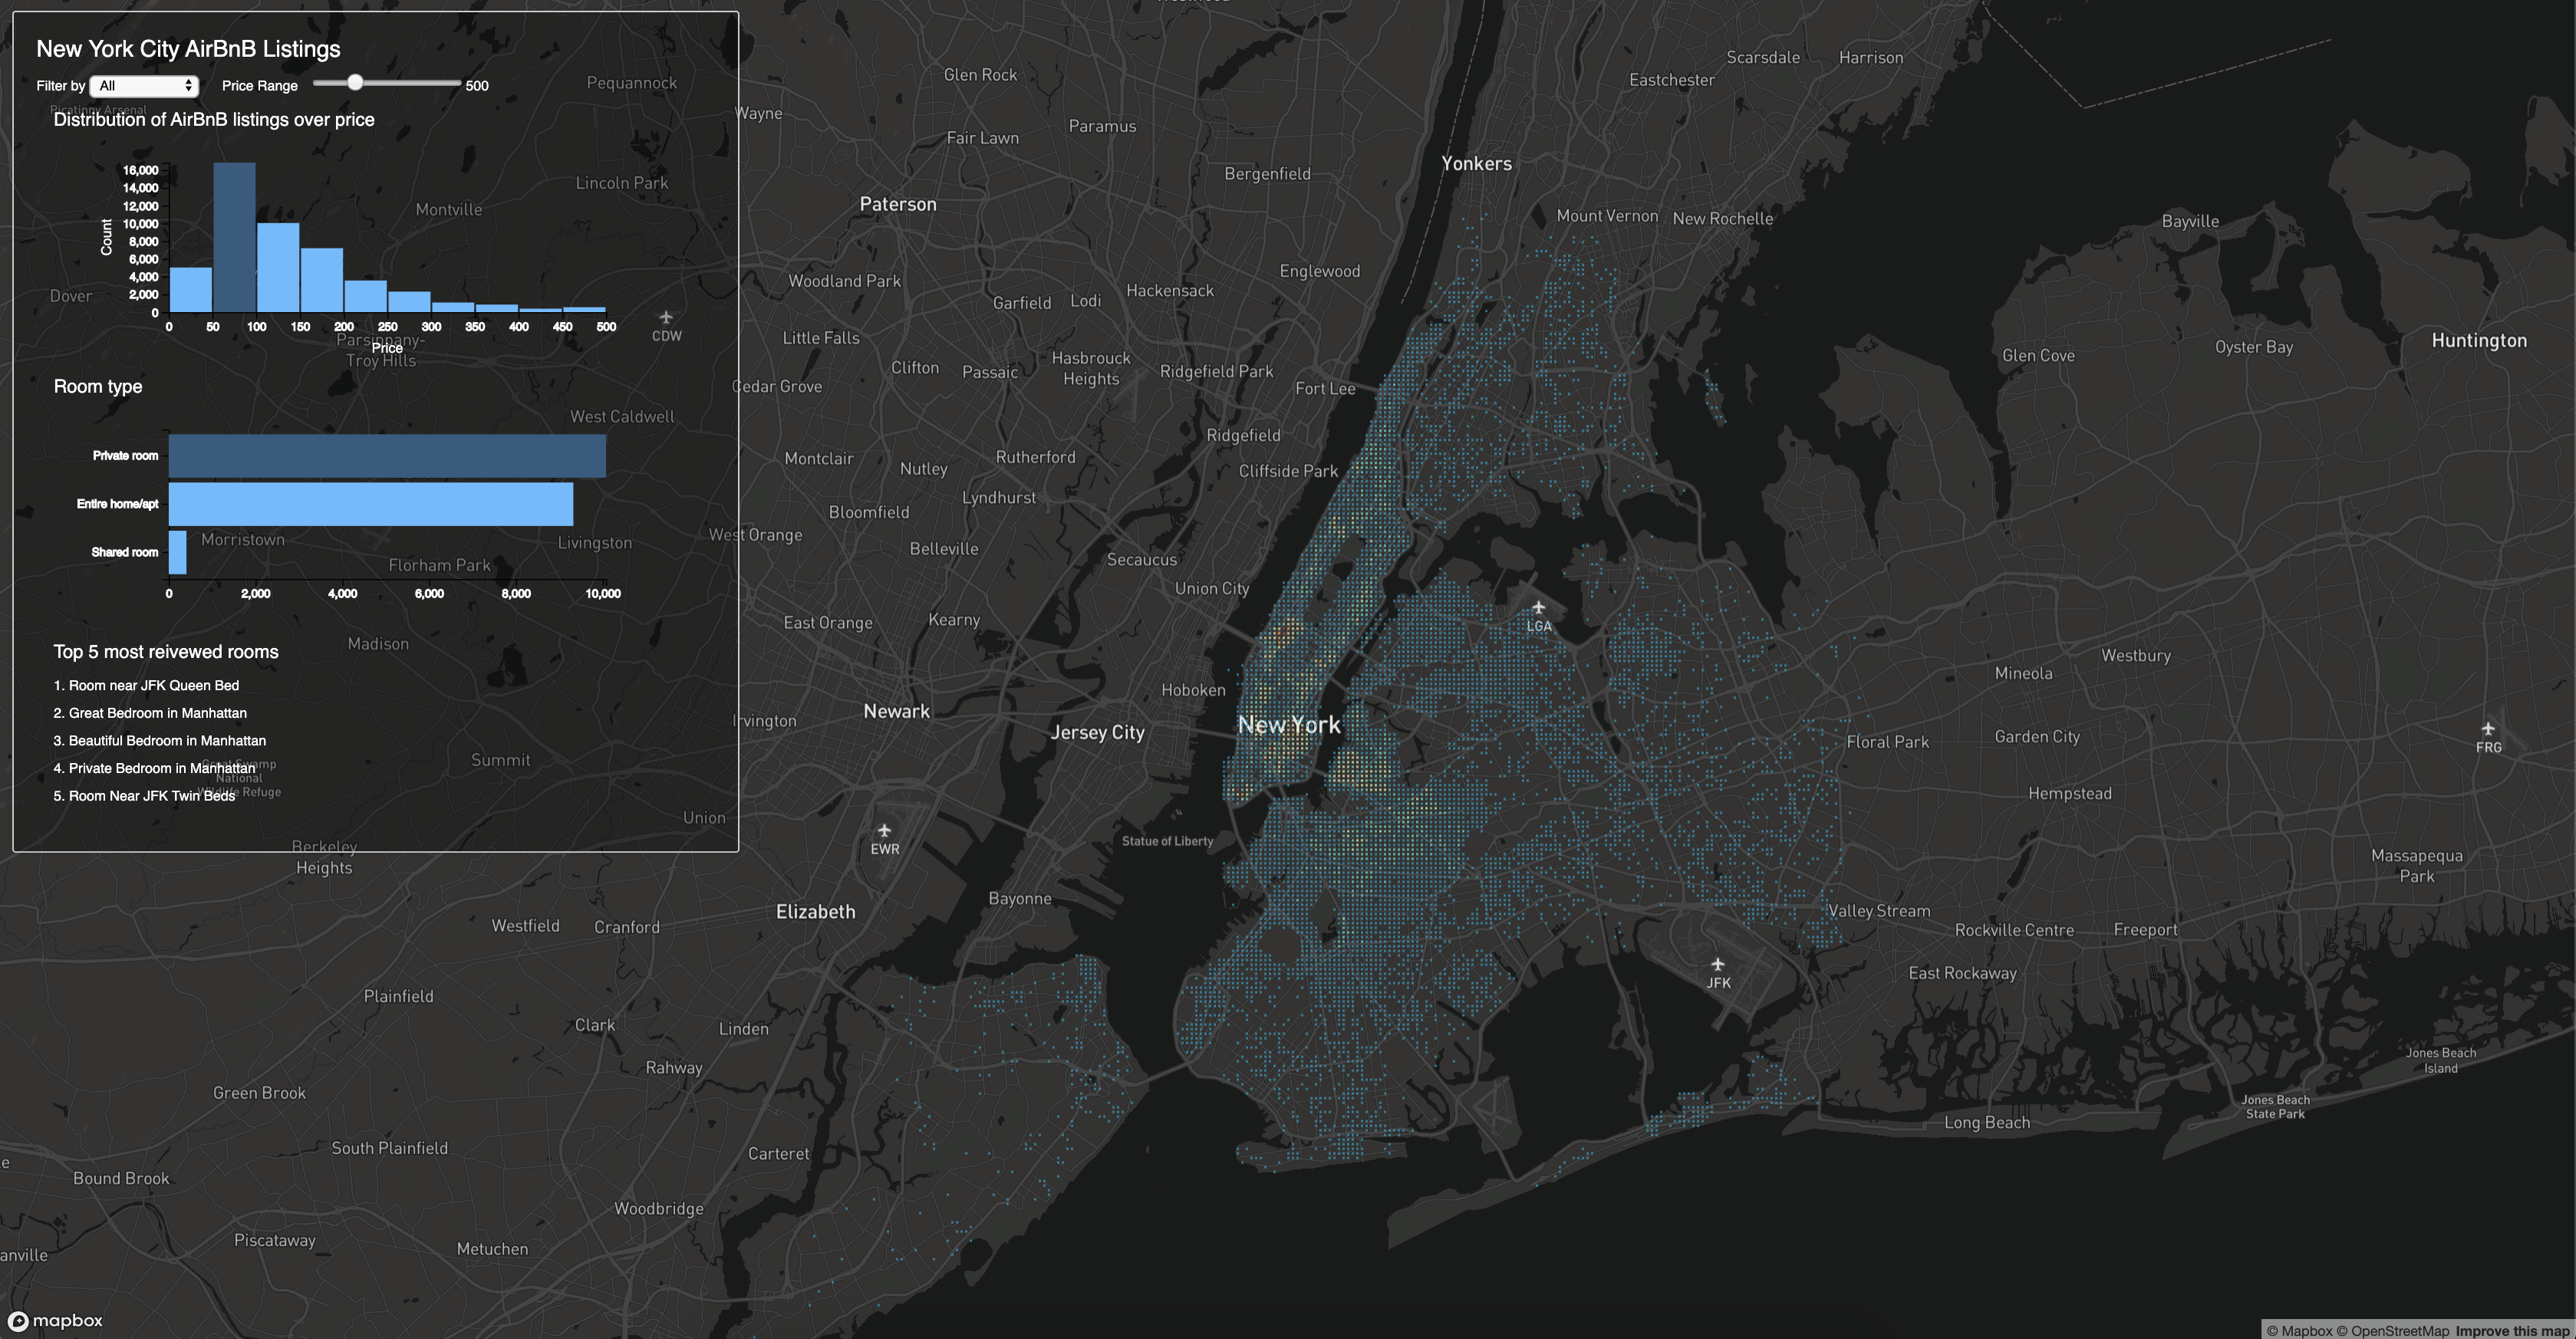 New York City AirBnB Listings
Filter by All Price Range 500
Picatinny Arsenal
Distribution of AirBnB listings over price
16,000
14,000
12,000
10,000
8,000
6,000
4,000
2,000
0
Count
0 50 100 150 200 250 300 350 400 450 500
Price
Room type
Private room
Entire home/apt
Shared room
0 2,000 4,000 6,000 8,000 10,000
Top 5 most reivewed rooms
1. Room near JFK Queen Bed
2. Great Bedroom in Manhattan
3. Beautiful Bedroom in Manhattan
4. Private Bedroom in Manhattan
5. Room Near JFK Twin Beds
Pequannock
Lincoln Park
Montville
Dover
CDW
Parsippany-
Troy Hills
West Caldwell
Morristown
Livingston
Florham Park
Madison
Summit
Great Swamp
National
Wildlife Refuge
Union
Berkeley
Heights
Scarsdale
Harrison
Glen Rock
Eastchester
Wayne
Paramus
Fair Lawn
Yonkers
Bergenfield
Paterson
Mount Vernon
New Rochelle
Bayville
Englewood
Woodland Park
Hackensack
Garfield
Lodi
Little Falls
Huntington
Oyster Bay
Glen Cove
Hasbrouck
Heights
Clifton
Passaic
Ridgefield Park
Cedar Grove
Fort Lee
Ridgefield
Montclair
Rutherford
Nutley
Cliffside Park
Lyndhurst
Bloomfield
West Orange
Belleville
Secaucus
Union City
LGA
East Orange
Kearny
Westbury
Mineola
Hoboken
Newark
Irvington
New York
Jersey City
Floral Park
Garden City
FRG
Hempstead
Statue of Liberty
EWR
Massapequa
Park
Bayonne
Elizabeth
Valley Stream
Westfield
Cranford
Rockville Centre
Freeport
East Rockaway
JFK
Plainfield
Clark
Linden
Jones Beach
Island
Rahway
Green Brook
Jones Beach
State Park
Long Beach
South Plainfield
Carteret
Bound Brook
Woodbridge
Piscataway
Metuchen
anville
mapbox
© Mapbox © OpenStreetMap Improve this map